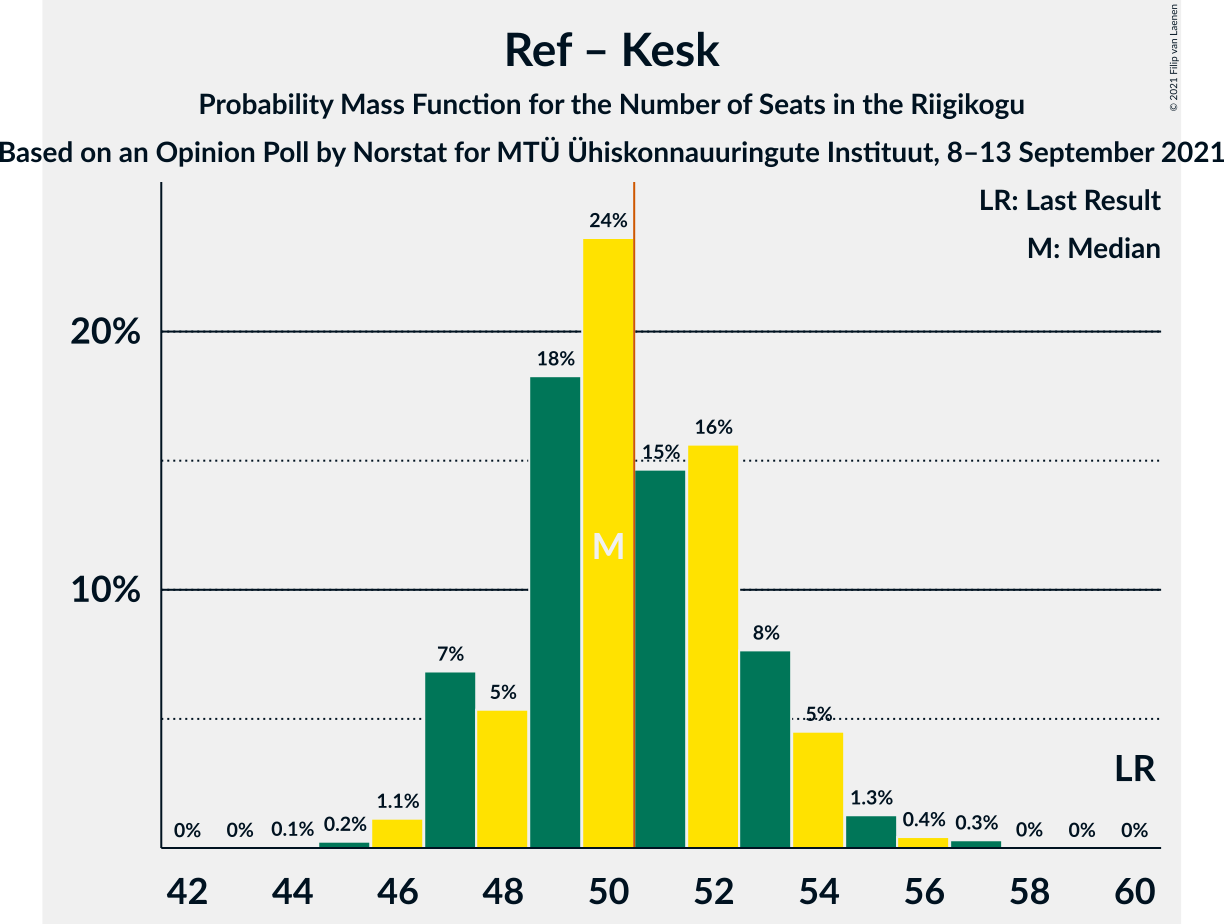 Ref – Kesk
Probability Mass Function for the Number of Seats in the Riigikogu
Based on an Opinion Poll by Norstat for MTÜ Ühiskonnauuringute Instituut, 8–13 September 2021
© 2021 Filip van Laenen
LR: Last Result
M: Median
24%
20%
18%
16%
15%
M
10%
8%
7%
5%
5%
LR
1.1%
1.3%
0%
0%
0.1%
0.2%
0.4%
0.3%
0%
0%
0%
42 44 46 48 50 52 54 56 58 60